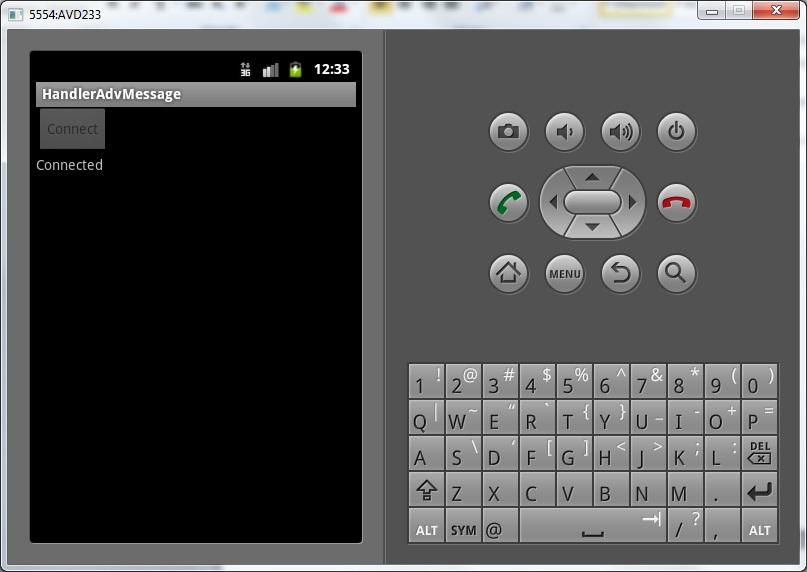 5554:AVD233
3G 12:33
HandlerAdvMessage
Connect
Connected
MENU
1 ! 2 @ 3 # 4 $ 5 % 6 ^ 7 & 8 * 9 ( 0 )
Q | W ~ E “ R ` T { Y } U _ I - O + P =
A S \ D ‘ F [ G ] H < J > K ; L : DEL
Z X C V B N M .
ALT SYM @ / ? , ALT